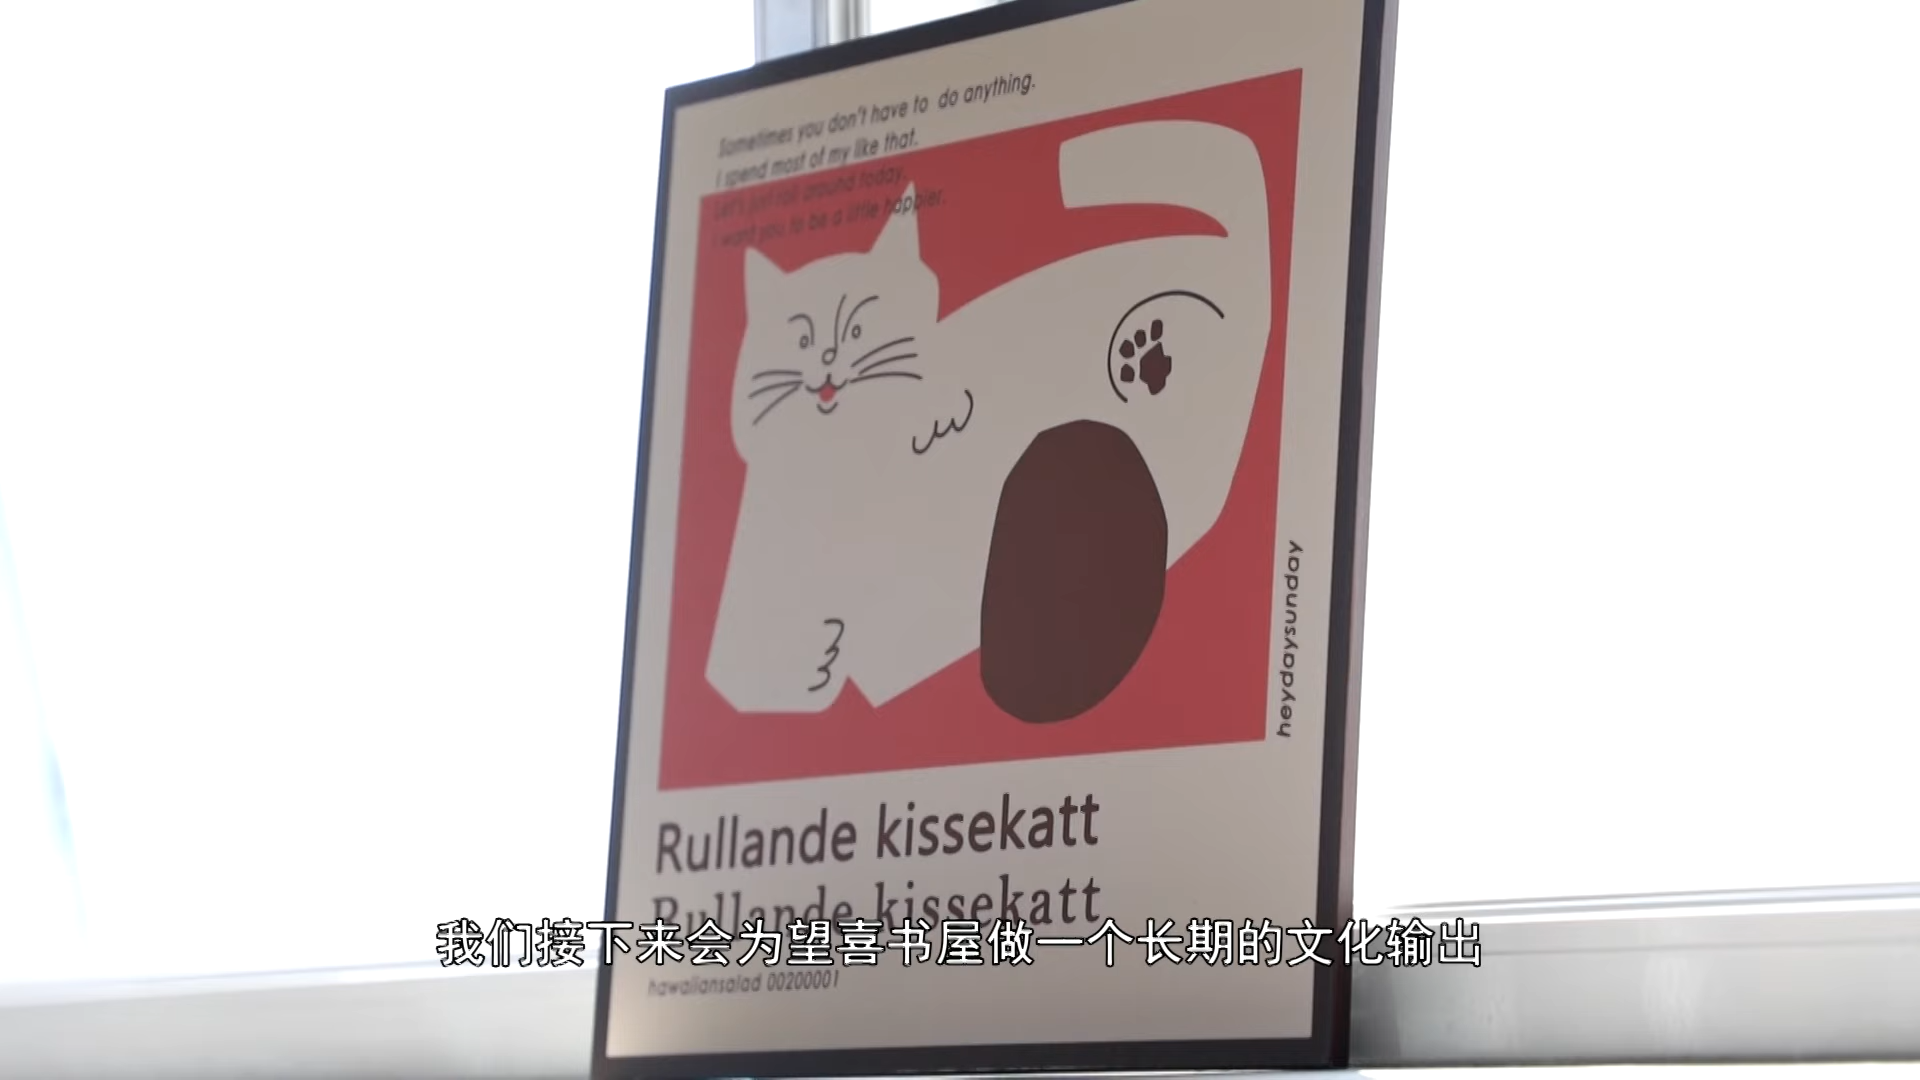 Sometimes you don't have to do anything.
I spend most of my like that.
Let's just roll around today.
I want you to be a little happier.
heydaysunday
Rullande kissekatt
Rullande kissekatt
我们接下来会为望喜书屋做一个长期的文化输出
hawaiiansalad 00200001